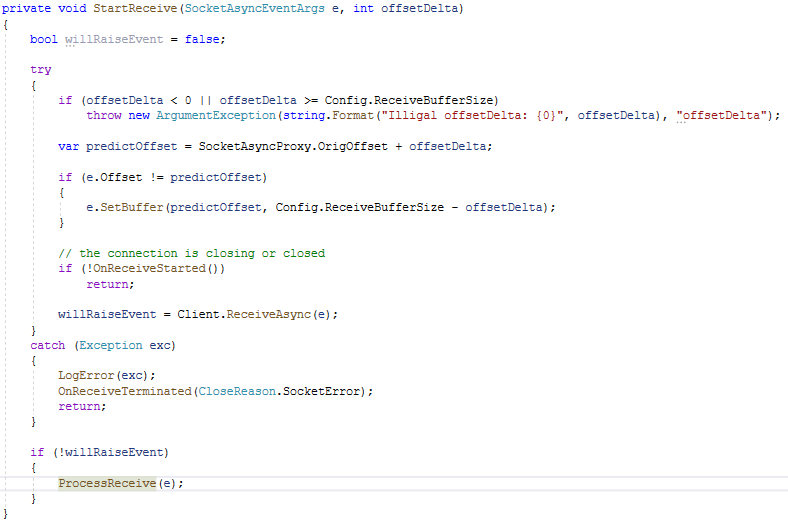 private void StartReceive(SocketAsyncEventArgs e, int offsetDelta)
{
    bool willRaiseEvent = false;

    try
    {
        if (offsetDelta < 0 || offsetDelta >= Config.ReceiveBufferSize)
            throw new ArgumentException(string.Format("Illigal offsetDelta: {0}", offsetDelta), "offsetDelta");

        var predictOffset = SocketAsyncProxy.OrigOffset + offsetDelta;

        if (e.Offset != predictOffset)
        {
            e.SetBuffer(predictOffset, Config.ReceiveBufferSize - offsetDelta);
        }

        // the connection is closing or closed
        if (!OnReceiveStarted())
            return;

        willRaiseEvent = Client.ReceiveAsync(e);
    }
    catch (Exception exc)
    {
        LogError(exc);
        OnReceiveTerminated(CloseReason.SocketError);
        return;
    }

    if (!willRaiseEvent)
    {
        ProcessReceive(e);
    }
}